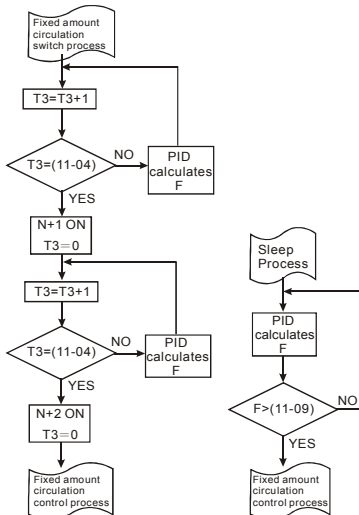 Fixed amount
circulation
switch process
T3=T3+1
T3=(11-04)
NO
PID
calculates
F
YES
N+1 ON
T3=0
T3=T3+1
T3=(11-04)
NO
PID
calculates
F
YES
N+2 ON
T3=0
Fixed amount
circulation
control process
Sleep
Process
PID
calculates
F
F>(11-09)
NO
YES
Fixed amount
circulation
control process